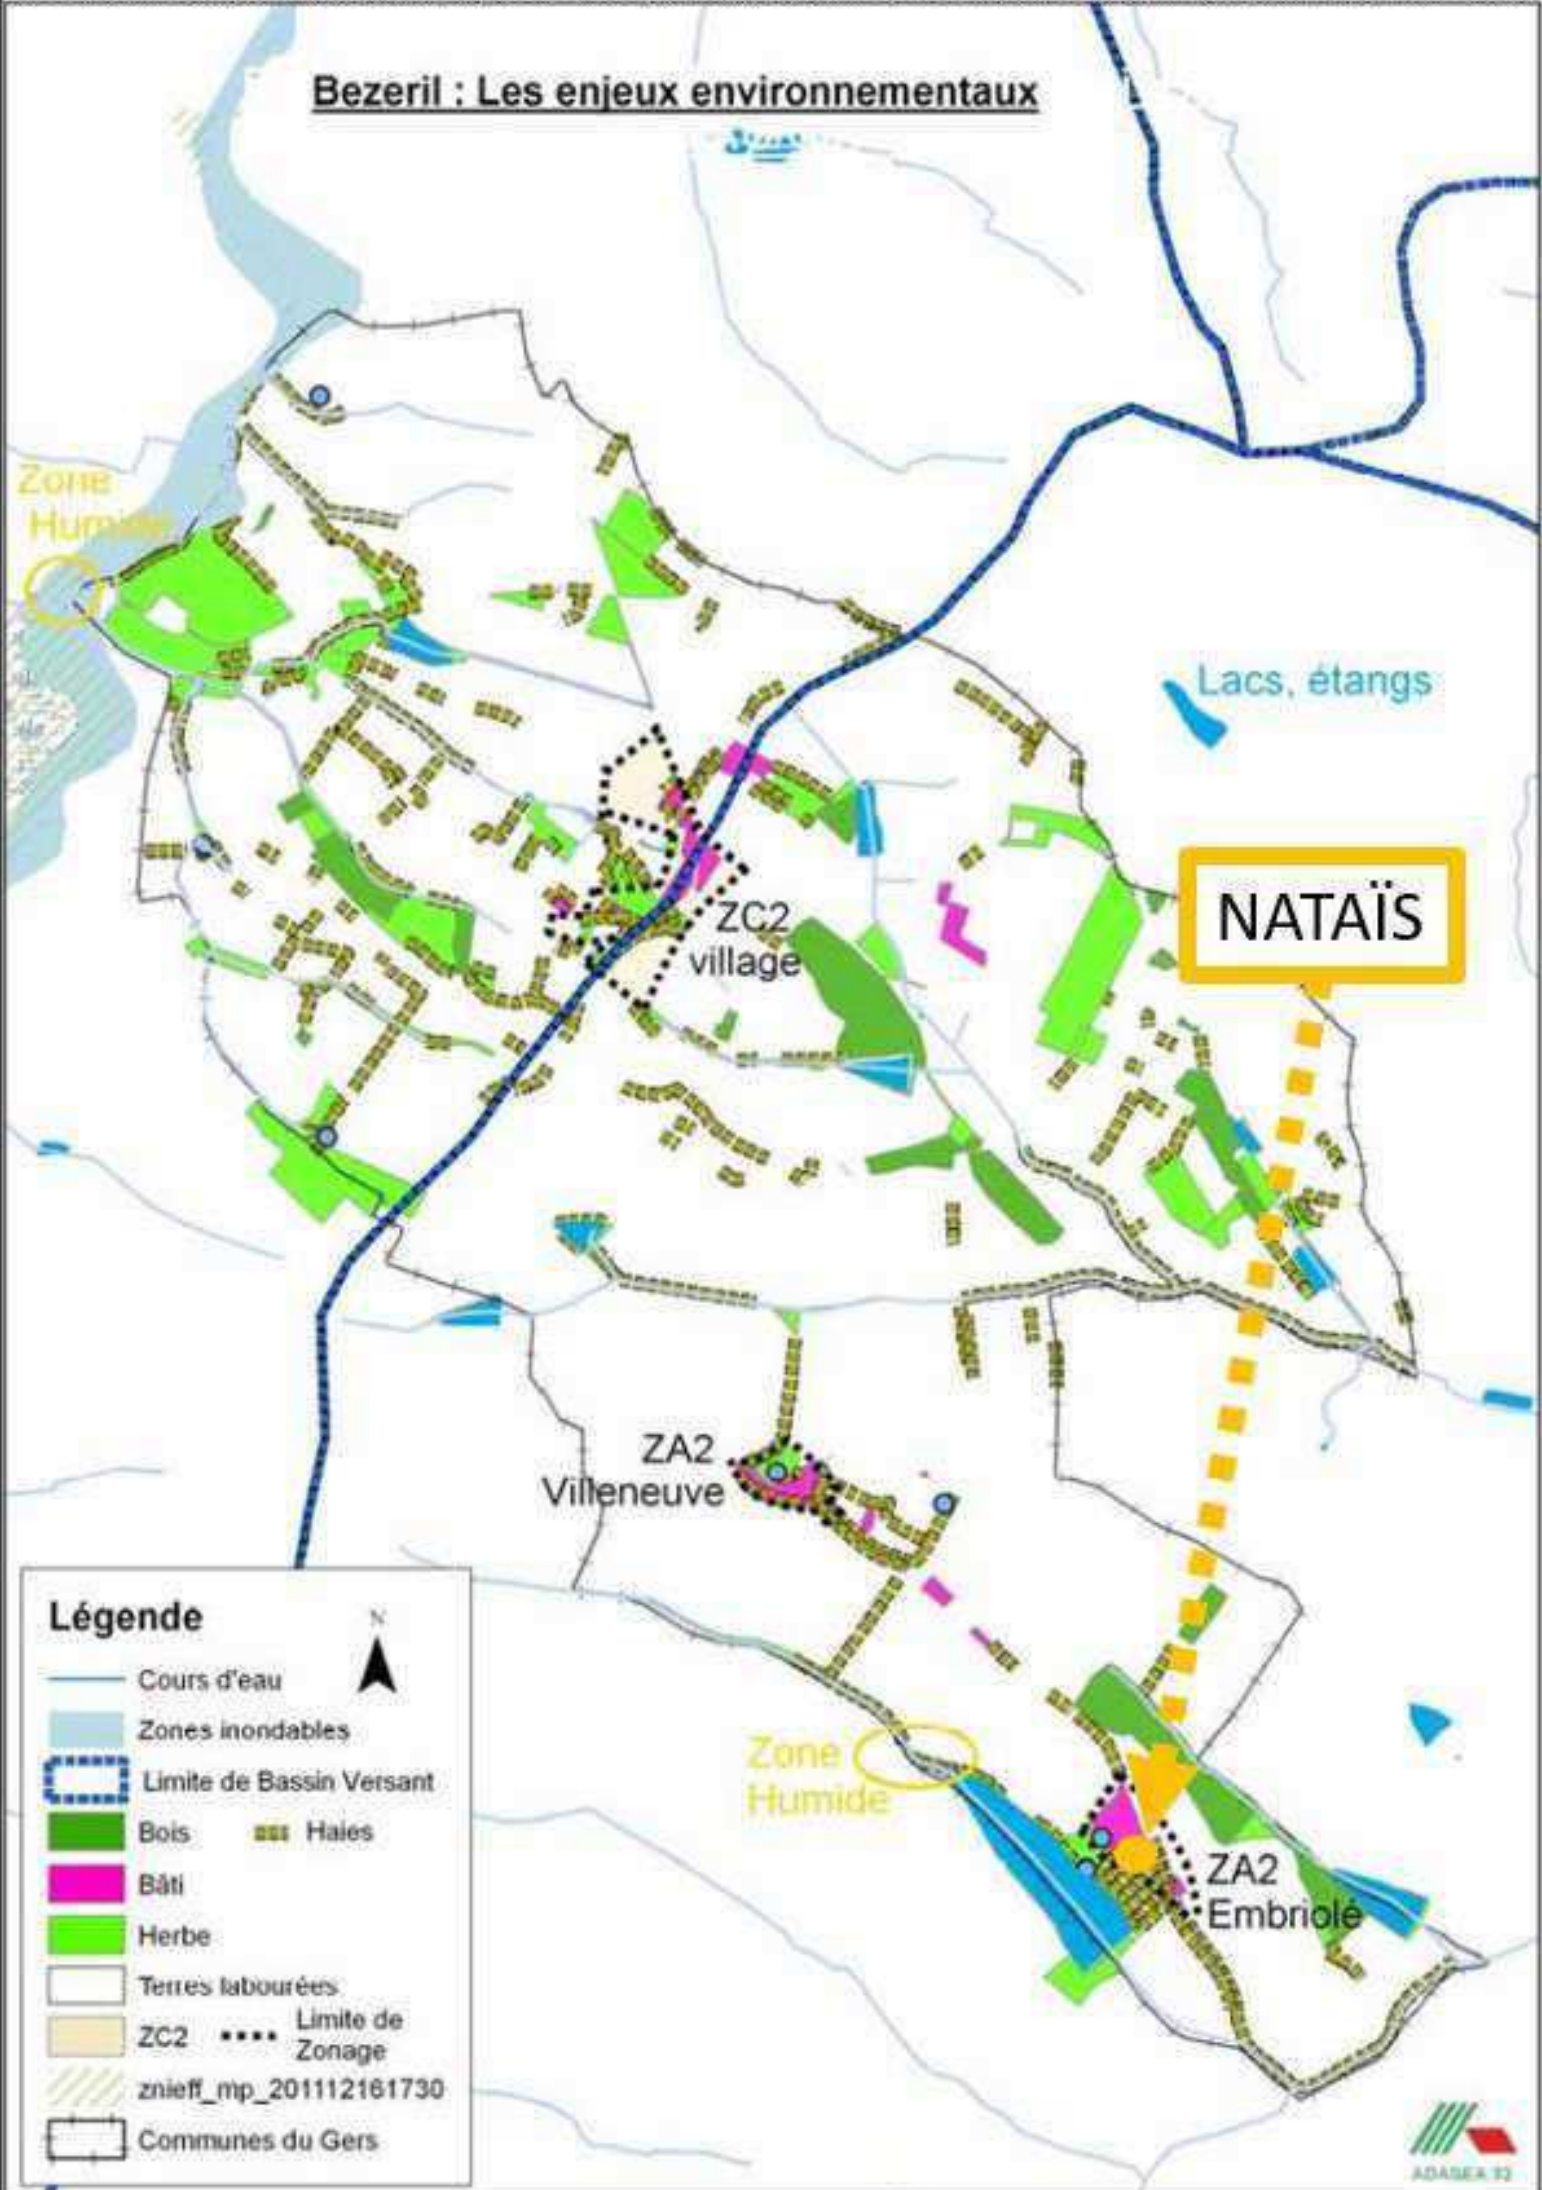 Bezeril : Les enjeux environnementaux
Zone
Humide
Lacs, étangs
NATAÏS
ZC2
village
ZA2
Villeneuve
Zone
Humide
ZA2
Embriolé
Légende
N
Cours d'eau
Zones inondables
Limite de Bassin Versant
Bois
Haies
Bâti
Herbe
Terres labourées
ZC2
Limite de
Zonage
znieff_mp_201112161730
Communes du Gers
ADASEA 32